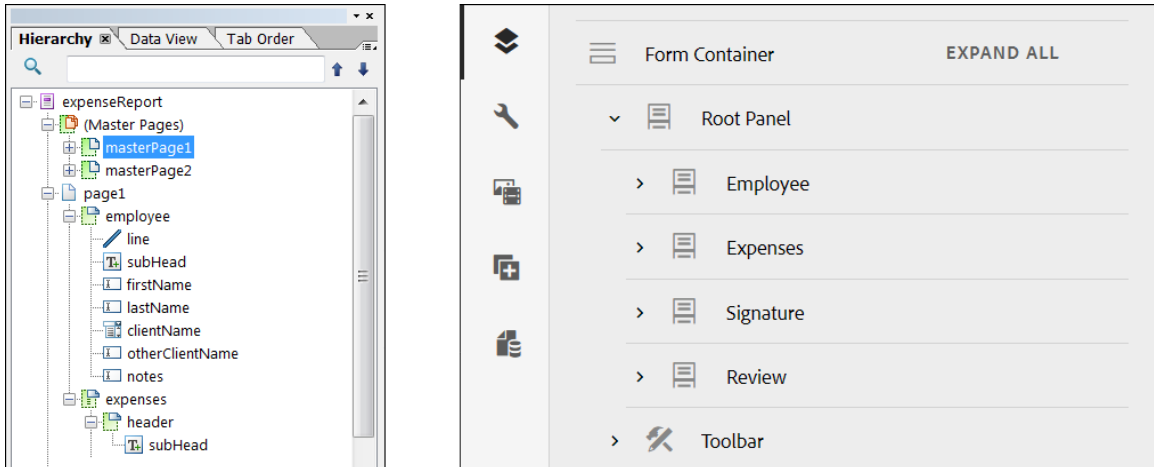 Hierarchy Data View Tab Order
expenseReport
(Master Pages)
masterPage1
masterPage2
page1
employee
line
subHead
firstName
lastName
clientName
otherClientName
notes
expenses
header
subHead
Form Container EXPAND ALL
Root Panel
Employee
Expenses
Signature
Review
Toolbar